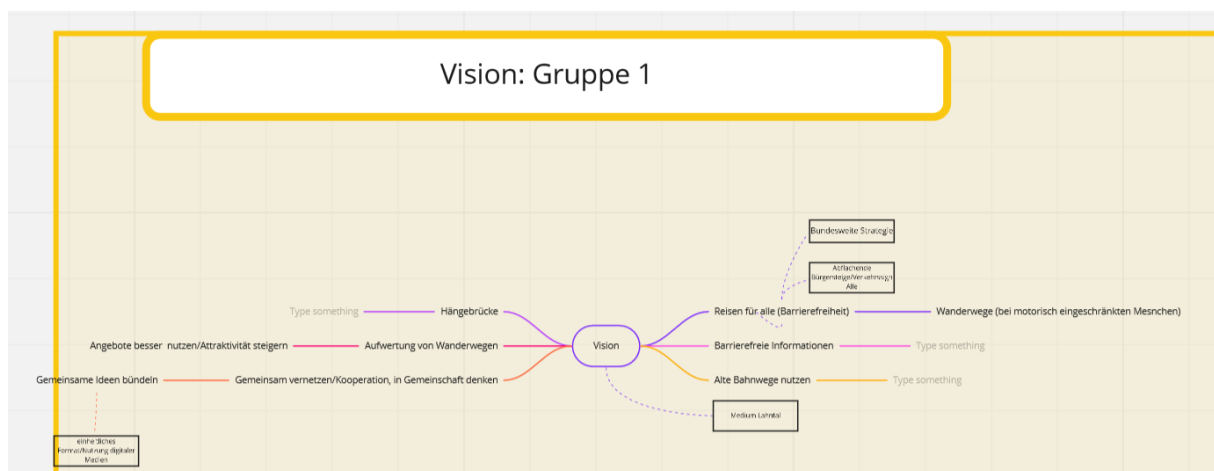 Vision: Gruppe 1
Bundesweite Strategie
Abflachende
Bürgersteige/Verkehrssign
Alle
Type something
Hängebrücke
Reisen für alle (Barrierefreiheit)
Wanderwege (bei motorisch eingeschränkten Mesnchen)
Angebote besser nutzen/Attraktivität steigern
Aufwertung von Wanderwegen
Vision
Barrierefreie Informationen
Type something
Gemeinsame Ideen bündeln
Gemeinsam vernetzen/Kooperation, in Gemeinschaft denken
Alte Bahnwege nutzen
Type something
Medium Lahntal
einheitliches
Format/Nutzung digitaler
Medien